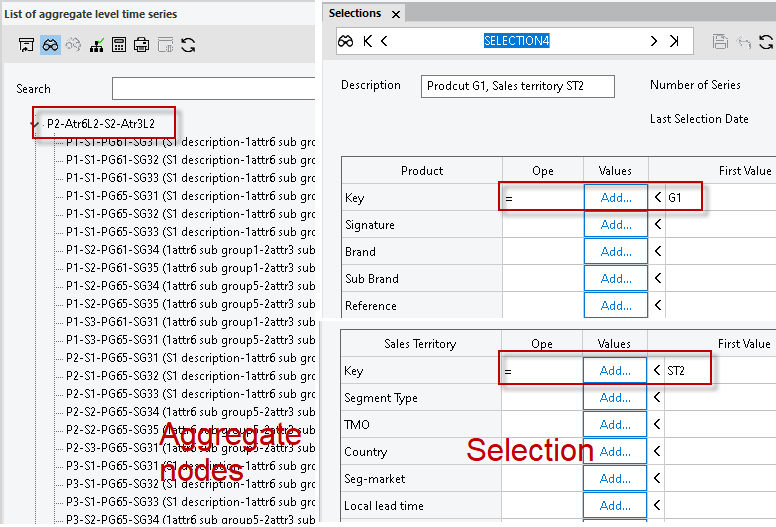 List of aggregate level time series
Search
P2-Atr6L2-S2-Atr3L2
P1-S1-PG61-SG31 (S1 description-1attr6 sub gro
P1-S1-PG61-SG32 (S1 description-1attr6 sub gro
P1-S1-PG61-SG33 (S1 description-1attr6 sub gro
P1-S1-PG65-SG31 (S1 description-1attr6 sub gro
P1-S1-PG65-SG32 (S1 description-1attr6 sub gro
P1-S1-PG65-SG33 (S1 description-1attr6 sub gro
P1-S2-PG61-SG34 (1attr6 sub group1-2attr3 sub
P1-S2-PG61-SG35 (1attr6 sub group1-2attr3 sub
P1-S2-PG65-SG34 (1attr6 sub group5-2attr3 sub
P1-S2-PG65-SG35 (1attr6 sub group5-2attr3 sub
P1-S3-PG61-SG31 (1attr6 sub group1-2attr3 sub
P1-S3-PG65-SG31 (1attr6 sub group5-2attr3 sub
P2-S1-PG65-SG32 (S1 description-1attr6 sub gro
P2-S1-PG65-SG33 (S1 description-1attr6 sub gro
P2-S2-PG65-SG34 (1attr6 sub group5-2attr3 sub
P2-S2-PG65-SG35 (1attr6 sub group5-2attr3 sub
P2-S3-PG65-SG31 (1attr6 sub group5-2attr3 sub
P3-S1-PG65-SG31 (S1 description-1attr6 sub gro
P3-S1-PG65-SG32 (S1 description-1attr6 sub gro
P3-S1-PG65-SG33 (S1 description-1attr6 sub gro
P3-S2-PG65-SG34 (1attr6 sub group5-2attr3 sub
Aggregate
nodes
Selections
SELECTION4
Description Prodcut G1, Sales territory ST2 Number of Series
Last Selection Date
Product Ope Values First Value
Key = Add... < G1
Signature Add... <
Brand Add... <
Sub Brand Add... <
Reference Add... <
Sales Territory Ope Values First Value
Key = Add... < ST2
Segment Type Add... <
TMO Add... <
Country Add... <
Seg-market Add... <
Local lead time Add... <
Selection